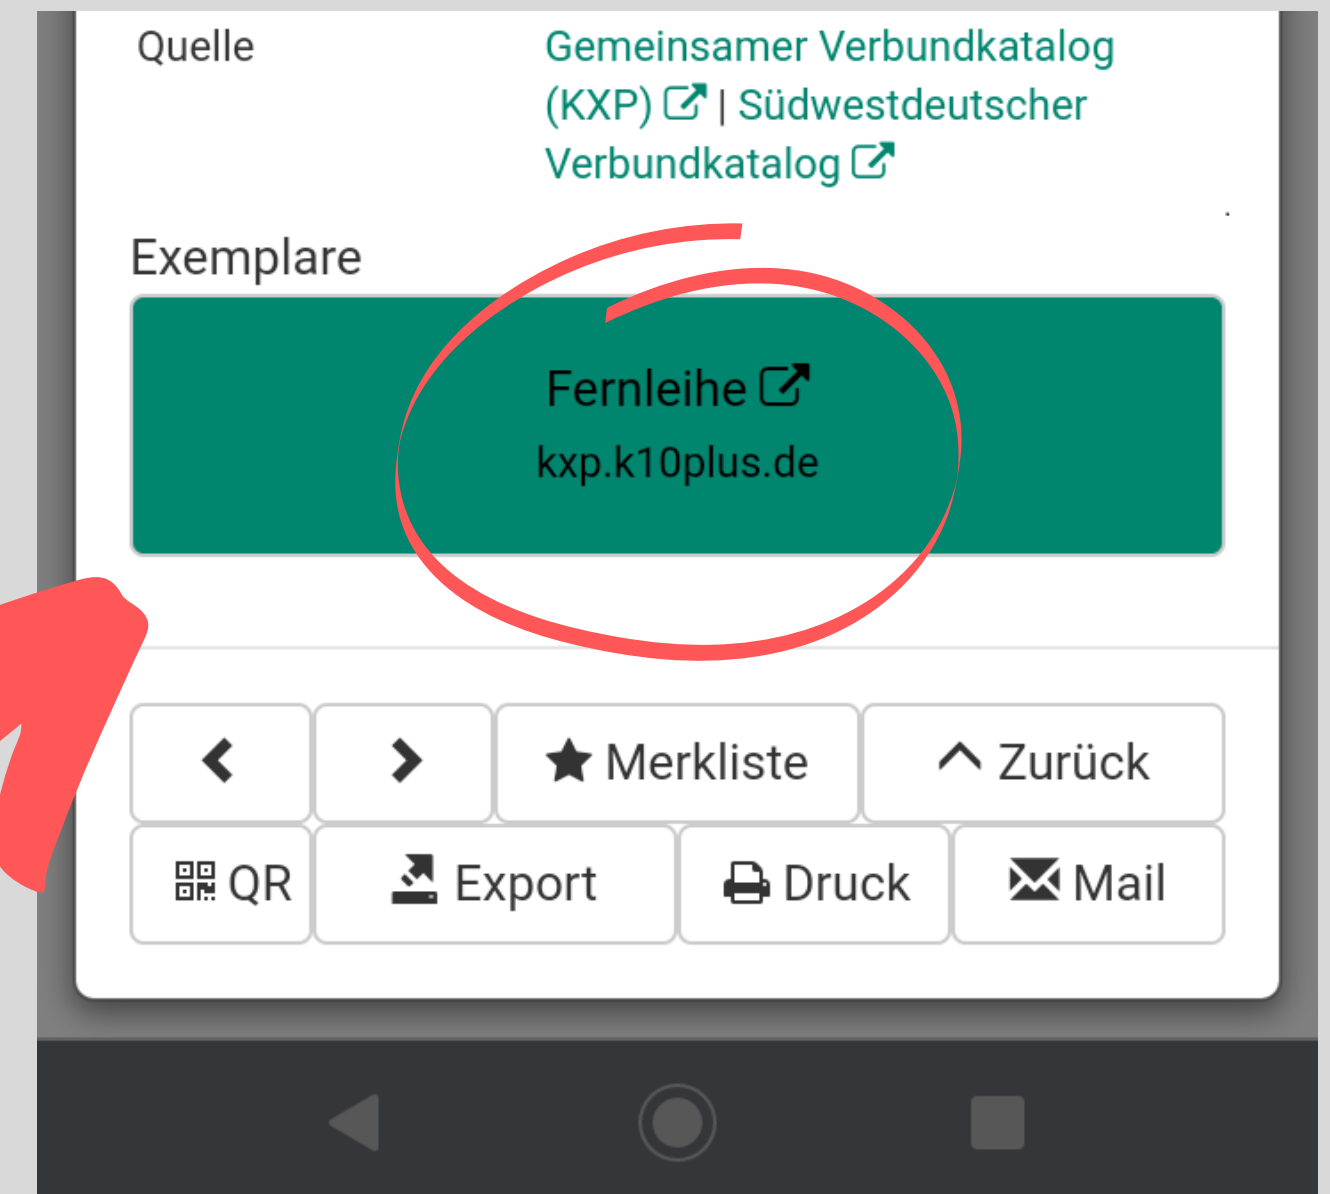 Quelle
Gemeinsamer Verbundkatalog
(KXP) | Südwestdeutscher
Verbundkatalog
Exemplare
Fernleihe
kxp.k10plus.de
Merkliste
Zurück
QR
Export
Druck
Mail